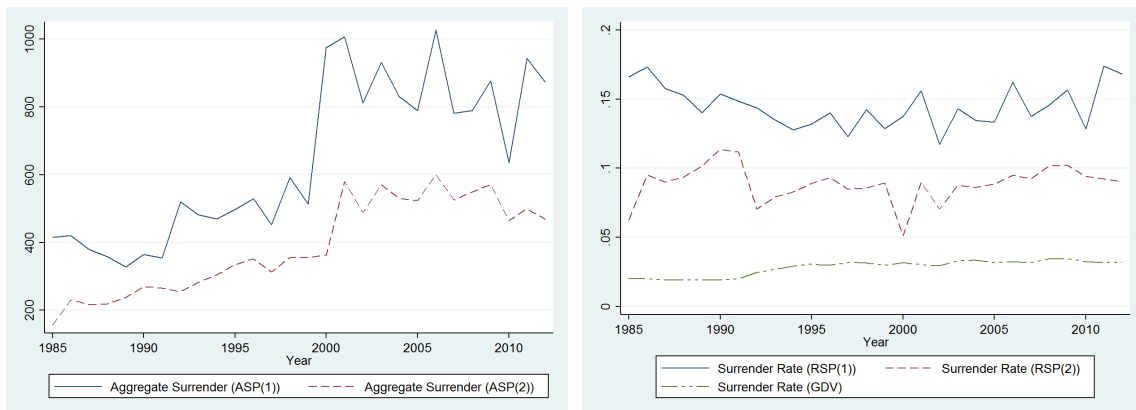 1000
800
600
400
200
1985 1990 1995 2000 2005 2010
Year
Aggregate Surrender (ASP(1)) Aggregate Surrender (ASP(2))
.2
.15
.1
.05
0
1985 1990 1995 2000 2005 2010
Year
Surrender Rate (RSP(1)) Surrender Rate (RSP(2))
Surrender Rate (GDV)